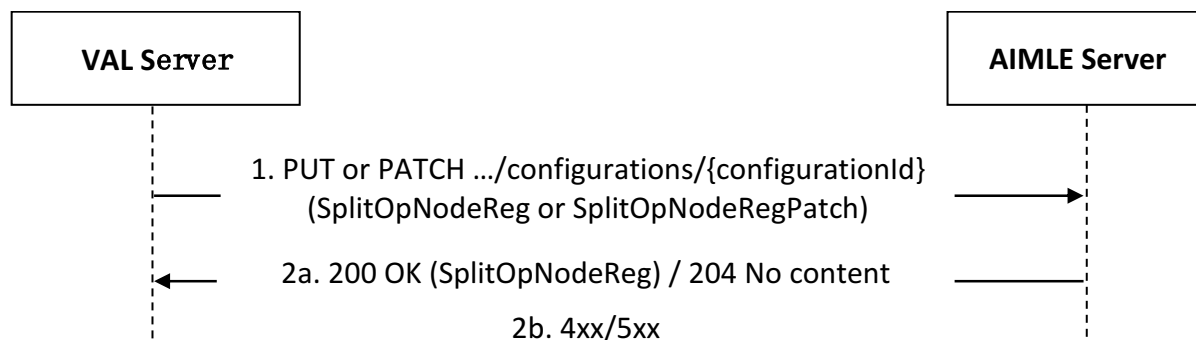 VAL Server
AIMLE Server
1. PUT or PATCH …/configurations/{configurationId}
(SplitOpNodeReg or SplitOpNodeRegPatch)
2a. 200 OK (SplitOpNodeReg) / 204 No content
2b. 4xx/5xx